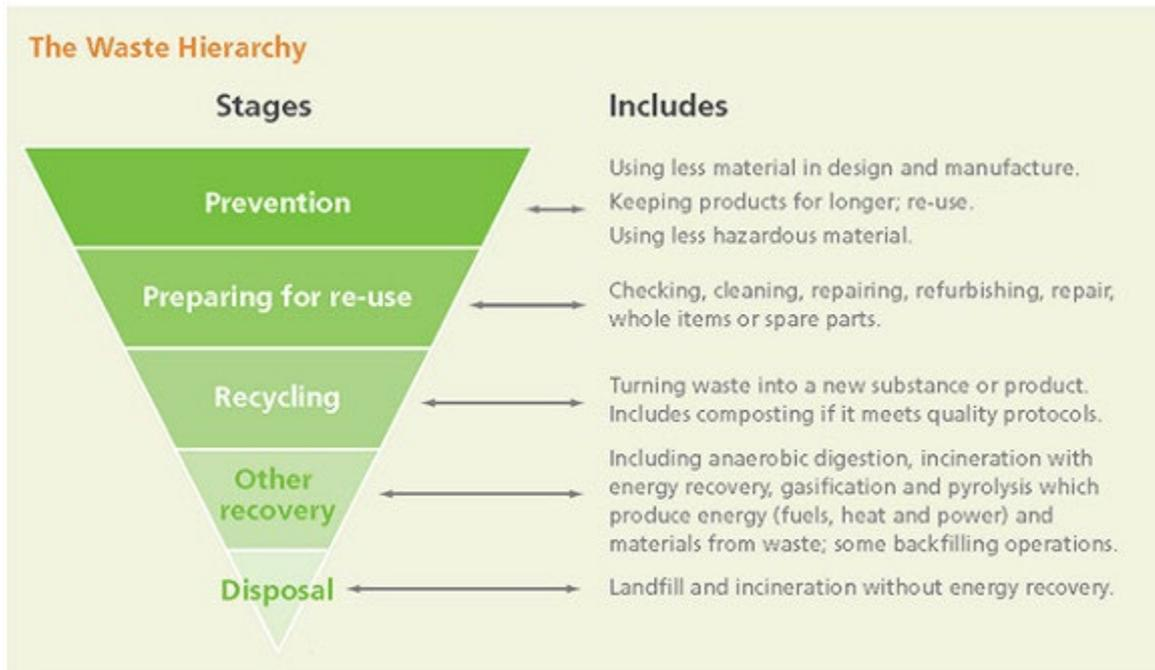 The Waste Hierarchy
Stages
Includes
Prevention
Using less material in design and manufacture.
Keeping products for longer; re-use.
Using less hazardous material.
Preparing for re-use
Checking, cleaning, repairing, refurbishing, repair,
whole items or spare parts.
Recycling
Turning waste into a new substance or product.
Includes composting if it meets quality protocols.
Other
recovery
Including anaerobic digestion, incineration with
energy recovery, gasification and pyrolysis which
produce energy (fuels, heat and power) and
materials from waste; some backfilling operations.
Disposal
Landfill and incineration without energy recovery.